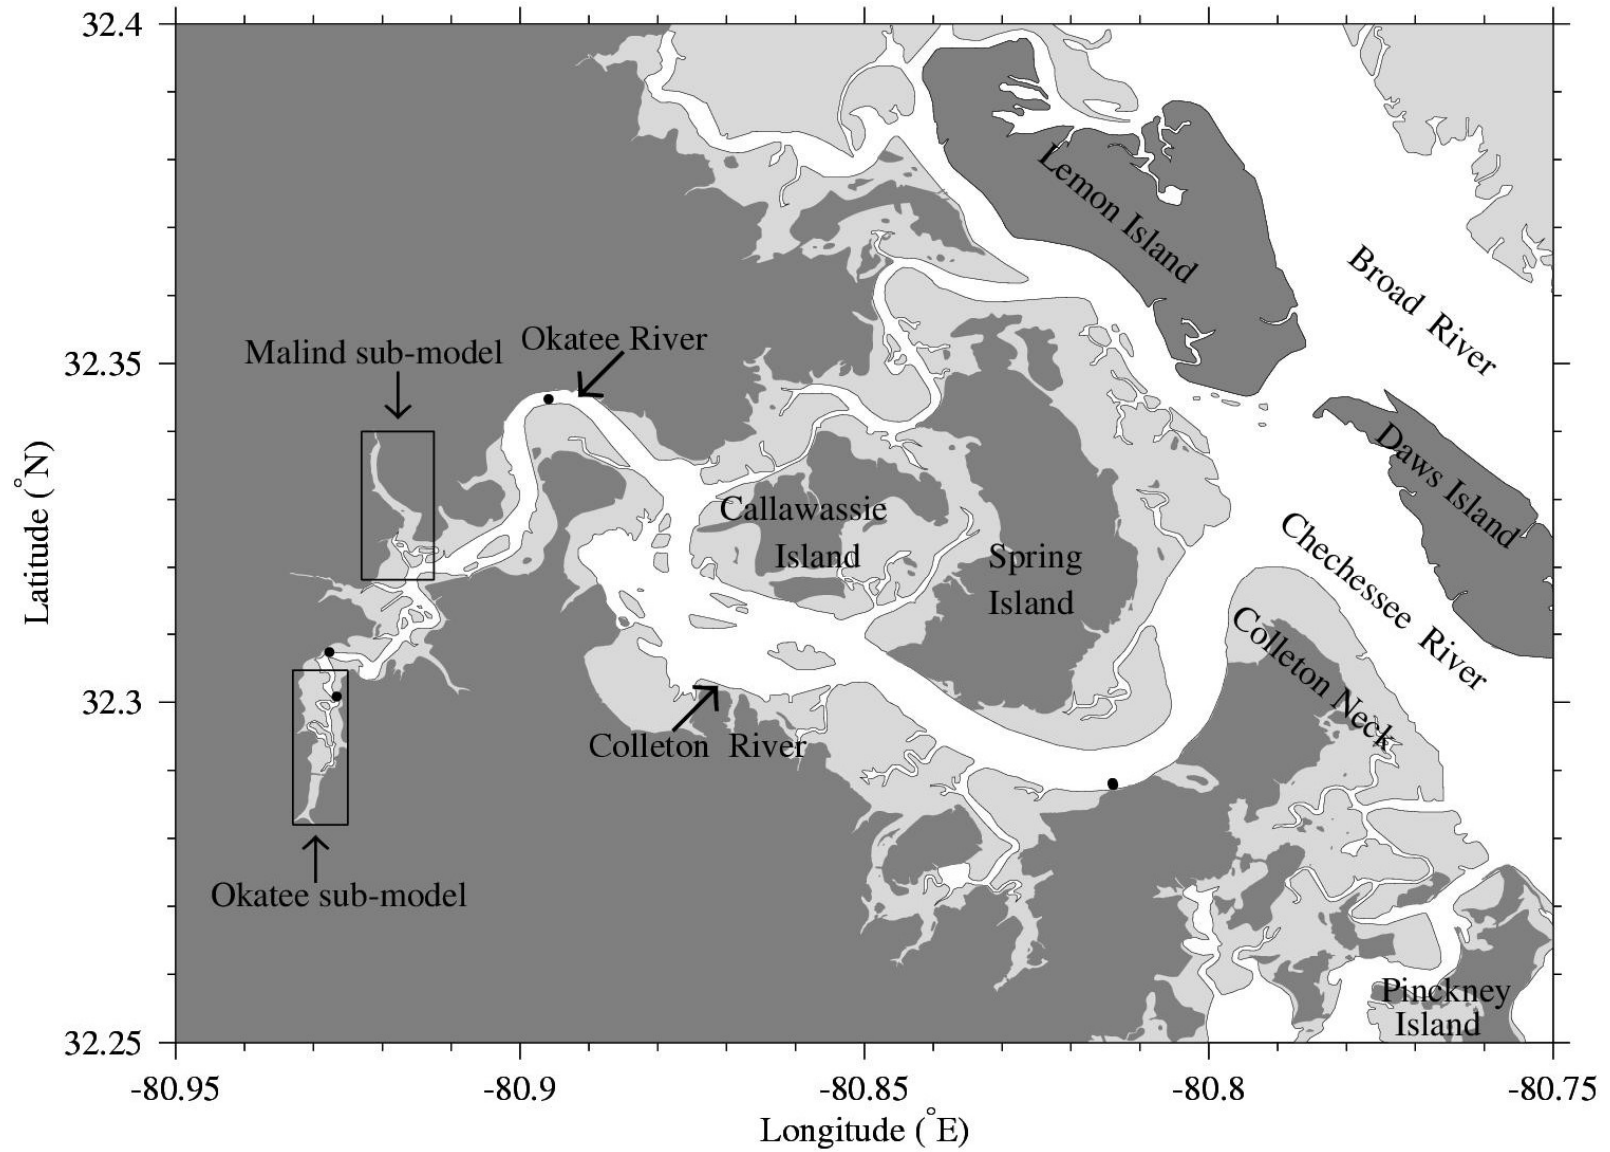 32.4
Lemon Island
Broad River
Okatee River
Malind sub-model
32.35
Daws Island
Callawassie
Island
Spring
Island
Chechessee River
Colleton Neck
Latitude (°N)
32.3
Colleton River
Okatee sub-model
Pinckney
Island
32.25
-80.95
-80.9
-80.85
-80.8
-80.75
Longitude (°E)